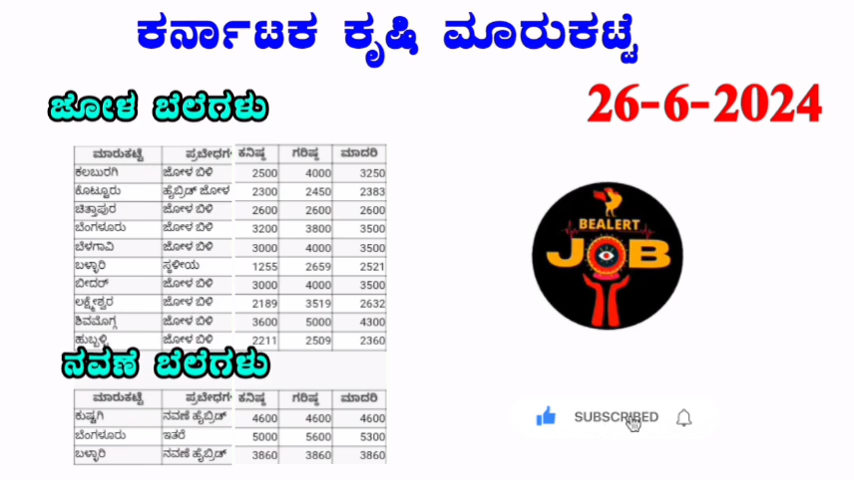 ಕರ್ನಾಟಕ ಕೃಷಿ ಮಾರುಕಟ್ಟೆ
ಜೋಳ ಬೆಲೆಗಳು
26-6-2024
ಮಾರುಕಟ್ಟೆ ಪ್ರಬೇಧಗ ಕನಿಷ್ಠ ಗರಿಷ್ಠ ಮಾದರಿ
ಕಲಬುರಗಿ ಜೋಳ ಬಿಳಿ 2500 4000 3250
ಕೊಟ್ಟೂರು ಹೈಬ್ರಿಡ್ ಜೋಳ 2300 2450 2383
ಚಿತ್ತಾಪುರ ಜೋಳ ಬಿಳಿ 2600 2600 2600
ಬೆಂಗಳೂರು ಜೋಳ ಬಿಳಿ 3200 3800 3500
ಬೆಳಗಾವಿ ಜೋಳ ಬಿಳಿ 3000 4000 3500
ಬಳ್ಳಾರಿ ಸ್ಥಳೀಯ 1255 2659 2521
ಬೀದರ್ ಜೋಳ ಬಿಳಿ 3000 4000 3500
ಲಕ್ಷ್ಮೇಶ್ವರ ಜೋಳ ಬಿಳಿ 2189 3519 2632
ಶಿವಮೊಗ್ಗ ಜೋಳ ಬಿಳಿ 3600 5000 4300
ಹುಬ್ಬಳ್ಳಿ ಜೋಳ ಬಿಳಿ 2211 2509 2360
ನವಣೆ ಬೆಲೆಗಳು
ಮಾರುಕಟ್ಟೆ ಪ್ರಬೇಧಗ ಕನಿಷ್ಠ ಗರಿಷ್ಠ ಮಾದರಿ
ಕುಷ್ಟಗಿ ನವಣೆ ಹೈಬ್ರಿಡ್ 4600 4600 4600
ಬೆಂಗಳೂರು ಇತರೆ 5000 5600 5300
ಬಳ್ಳಾರಿ ನವಣೆ ಹೈಬ್ರಿಡ್ 3860 3860 3860
BEALERT
JOB
SUBSCRIBED